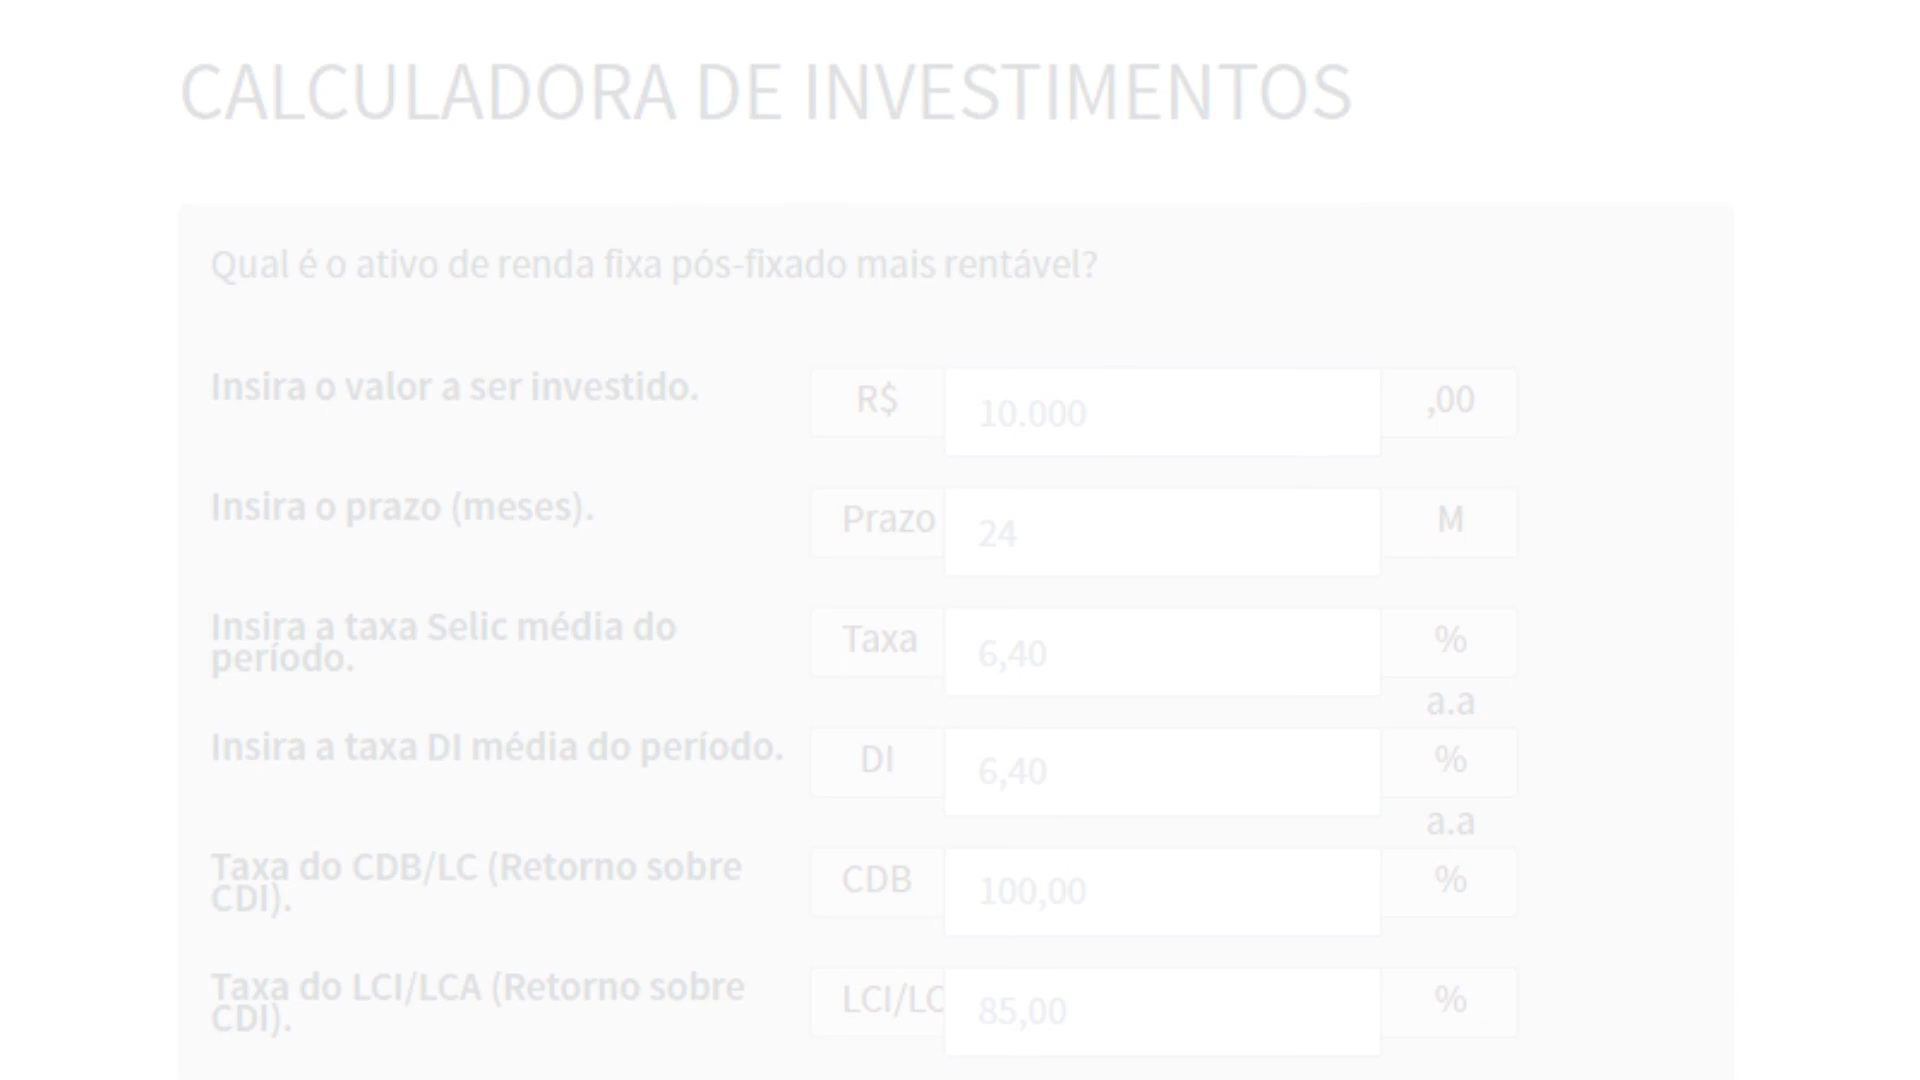 CALCULADORA DE INVESTIMENTOS
Qual é o ativo de renda fixa pós-fixado mais rentável?
Insira o valor a ser investido.
R$ 10.000 ,00
Insira o prazo (meses).
Prazo 24 M
Insira a taxa Selic média do
período.
Taxa 6,40 %
a.a
Insira a taxa DI média do período.
DI 6,40 %
a.a
Taxa do CDB/LC (Retorno sobre
CDI).
CDB 100,00 %
Taxa do LCI/LCA (Retorno sobre
CDI).
LCI/LC 85,00 %